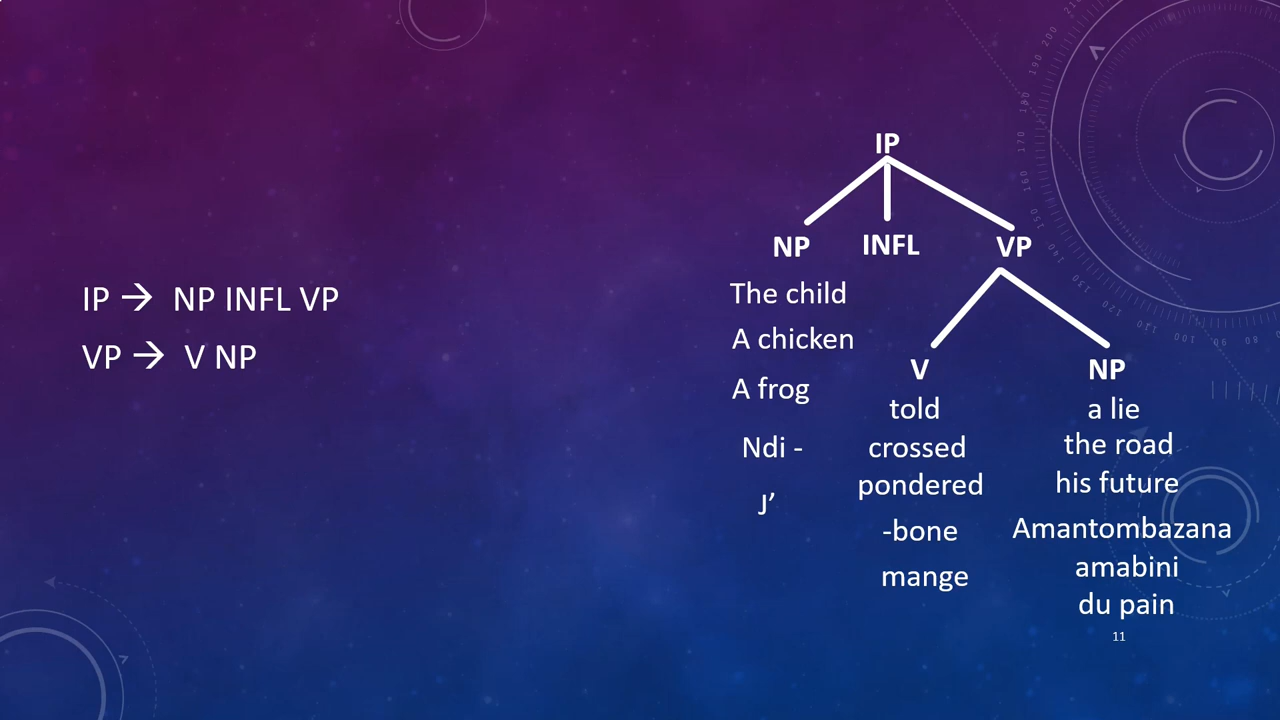 IP → NP INFL VP
VP → V NP
IP
NP INFL VP
The child
A chicken
A frog
Ndi -
J’
V NP
told
crossed
pondered
-bone
mange
a lie
the road
his future
Amantombazana
amabini
du pain
11